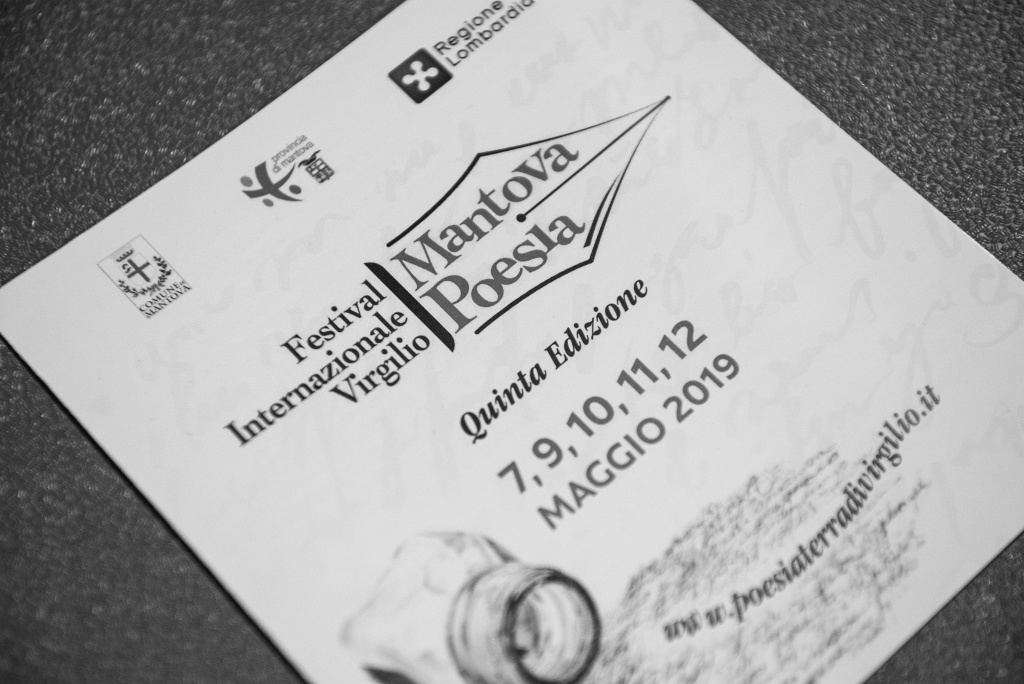 Regione
Lombardia
provincia
di mantova
COMUNE DI
MANTOVA
Festival
Internazionale
Virgilio
Mantova
Poesia
Quinta Edizione
7, 9, 10, 11, 12
MAGGIO 2019
www.poesiaterradivirgilio.it